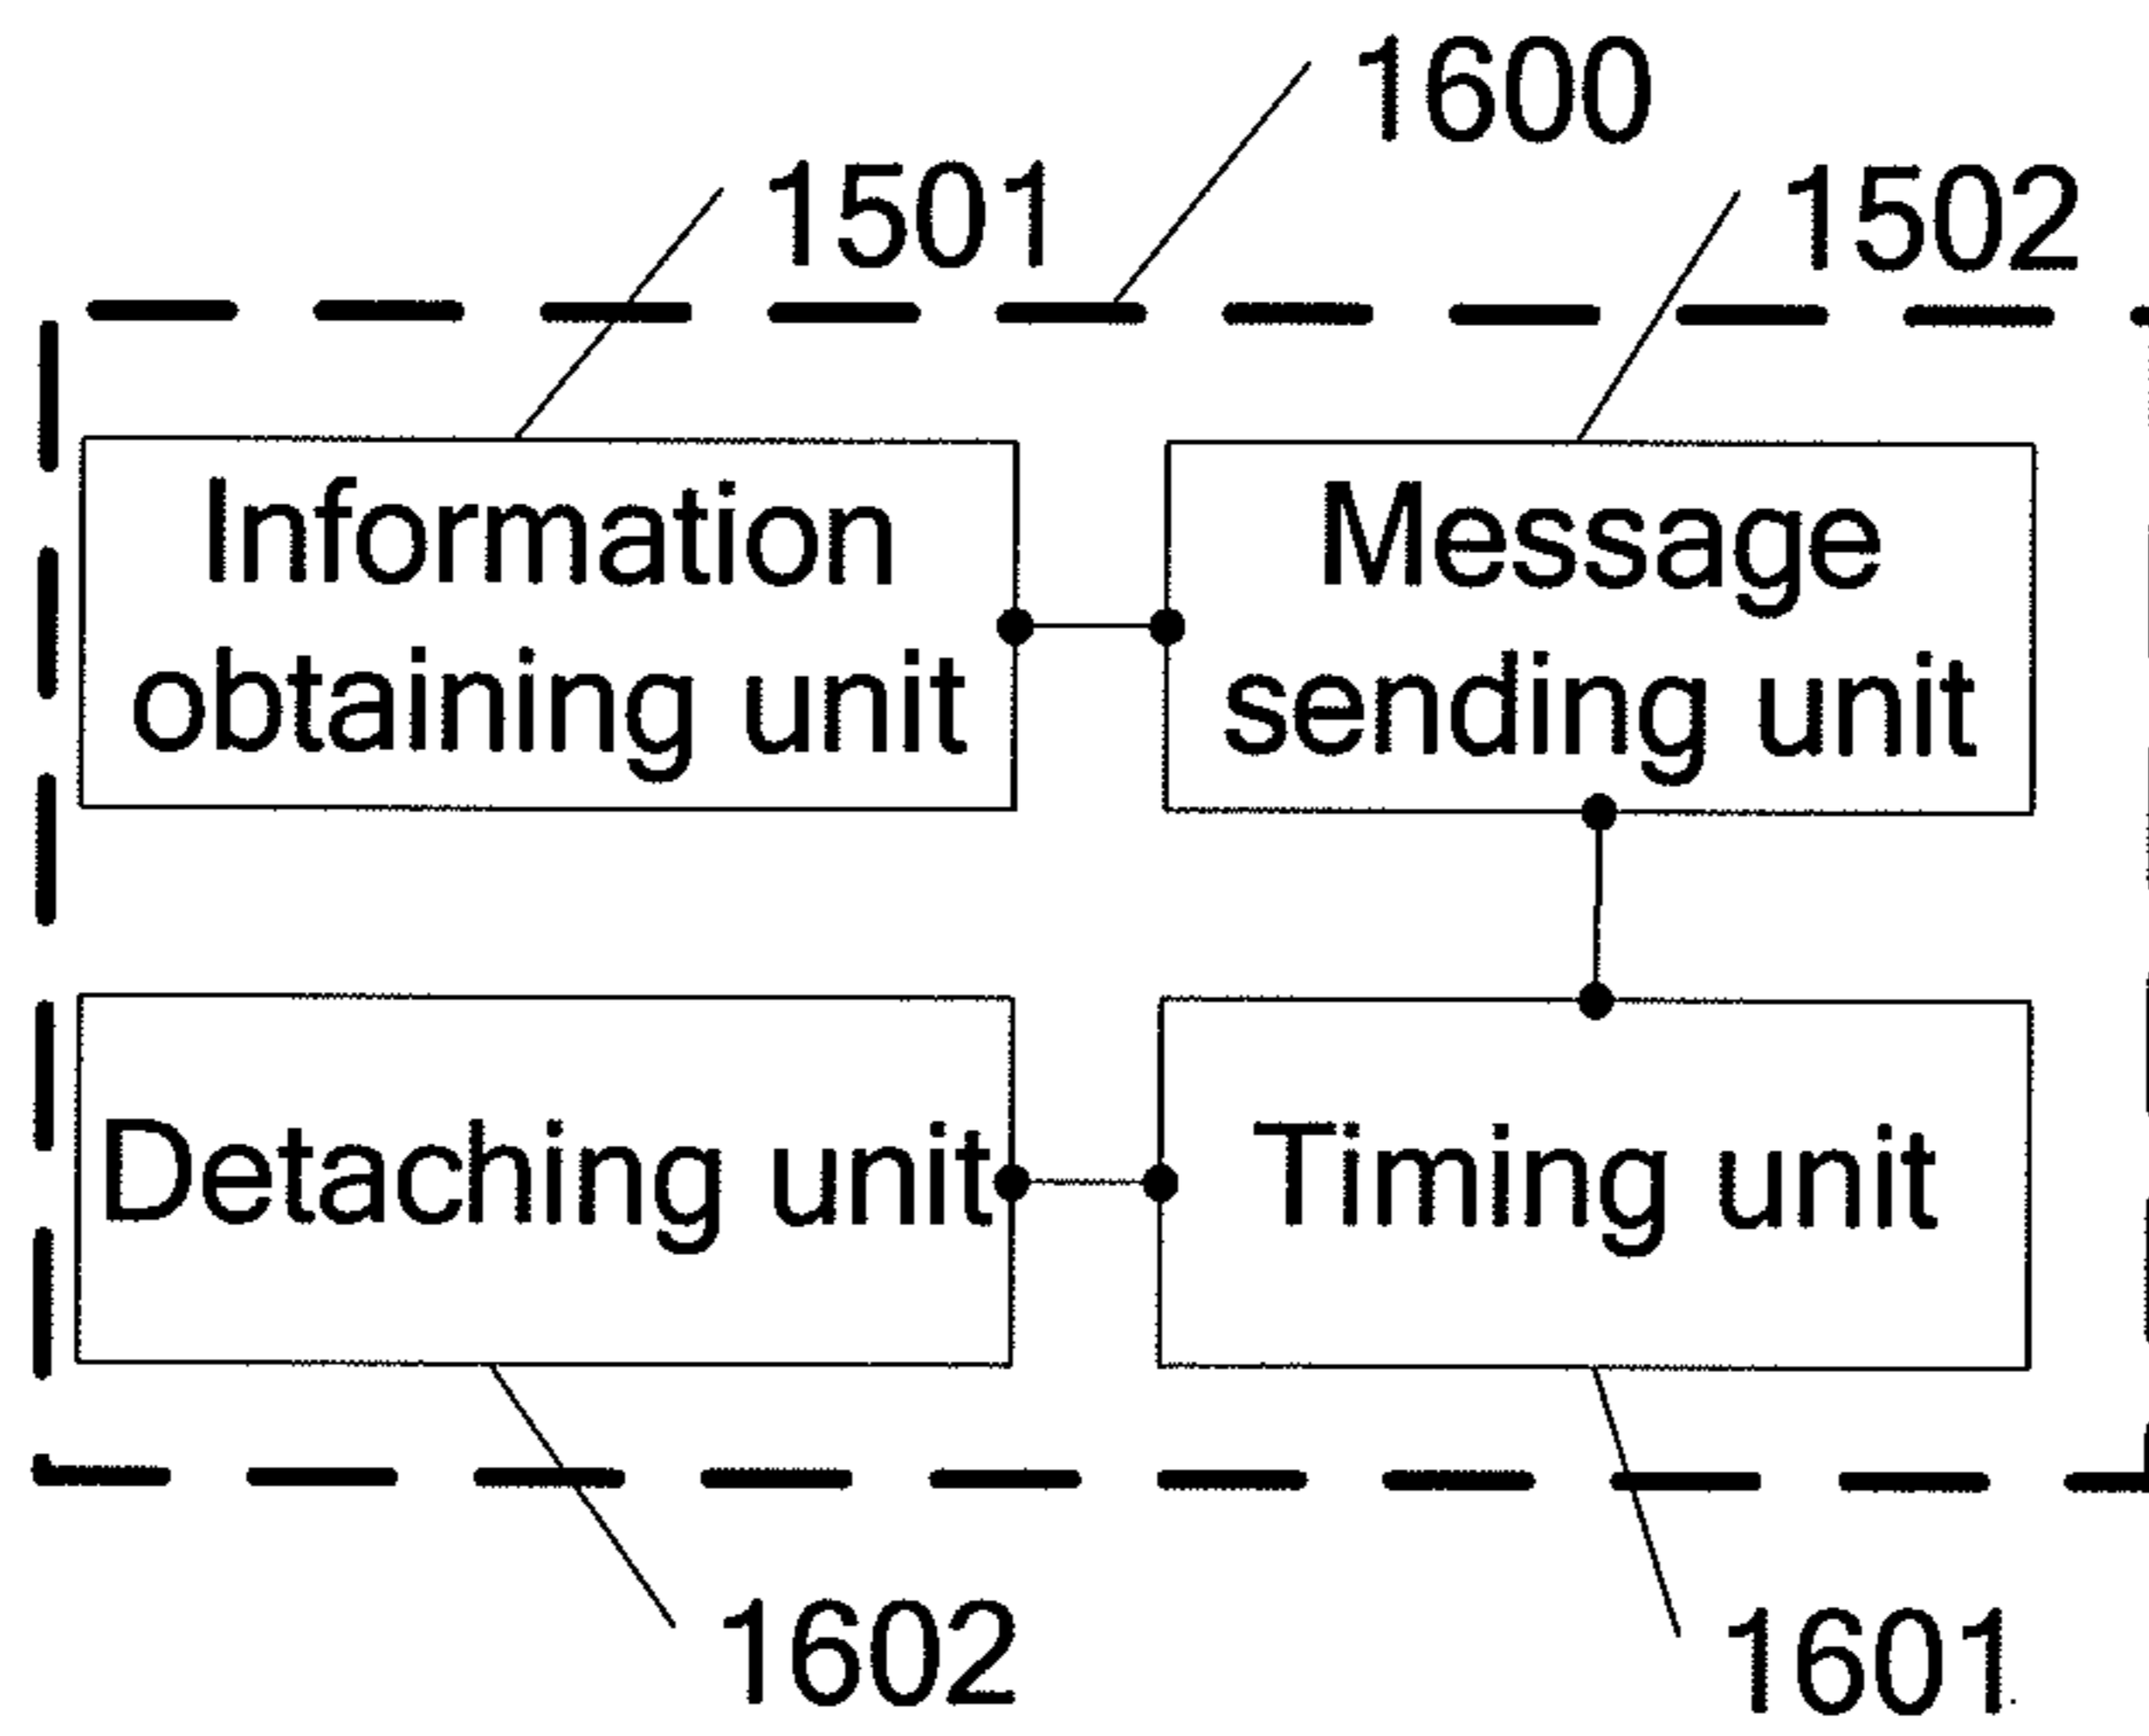 1600
1501
1502
Information
obtaining unit
Message
sending unit
Detaching unit
Timing unit
1602
1601